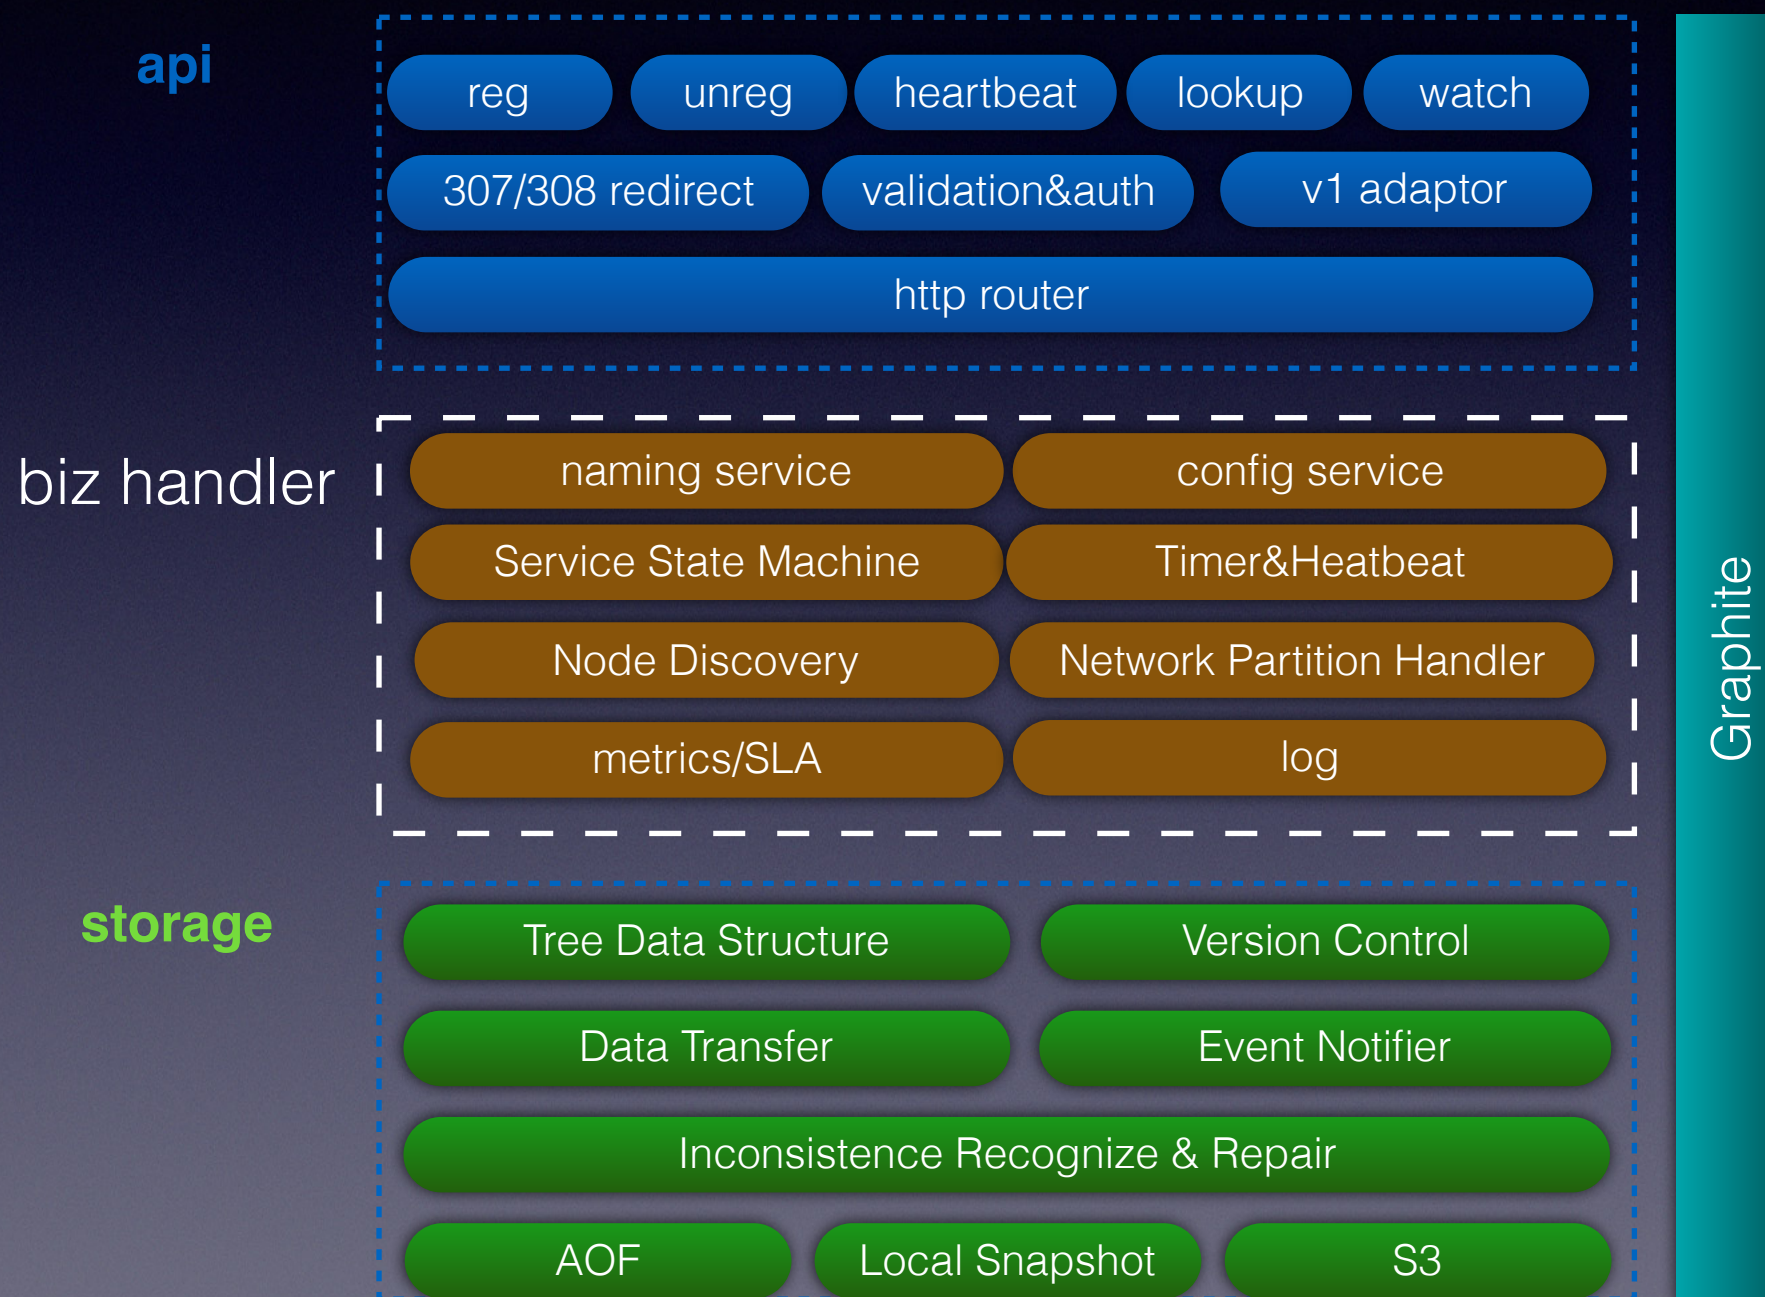 api
reg
unreg
heartbeat
lookup
watch
307/308 redirect
validation&auth
v1 adaptor
http router
biz handler
naming service
config service
Service State Machine
Timer&Heatbeat
Node Discovery
Network Partition Handler
metrics/SLA
log
storage
Tree Data Structure
Version Control
Data Transfer
Event Notifier
Inconsistence Recognize & Repair
AOF
Local Snapshot
S3
Graphite